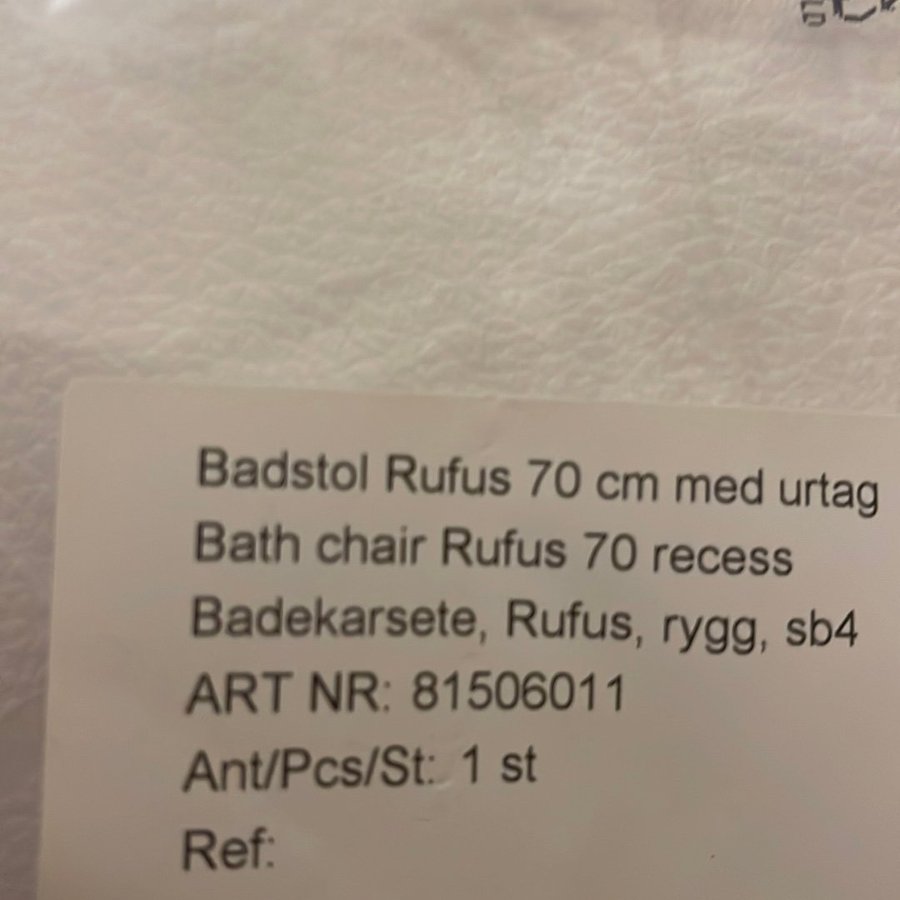 Badstol Rufus 70 cm med urtag
Bath chair Rufus 70 recess
Badekarsete, Rufus, rygg, sb4
ART NR: 81506011
Ant/Pcs/St: 1 st
Ref: